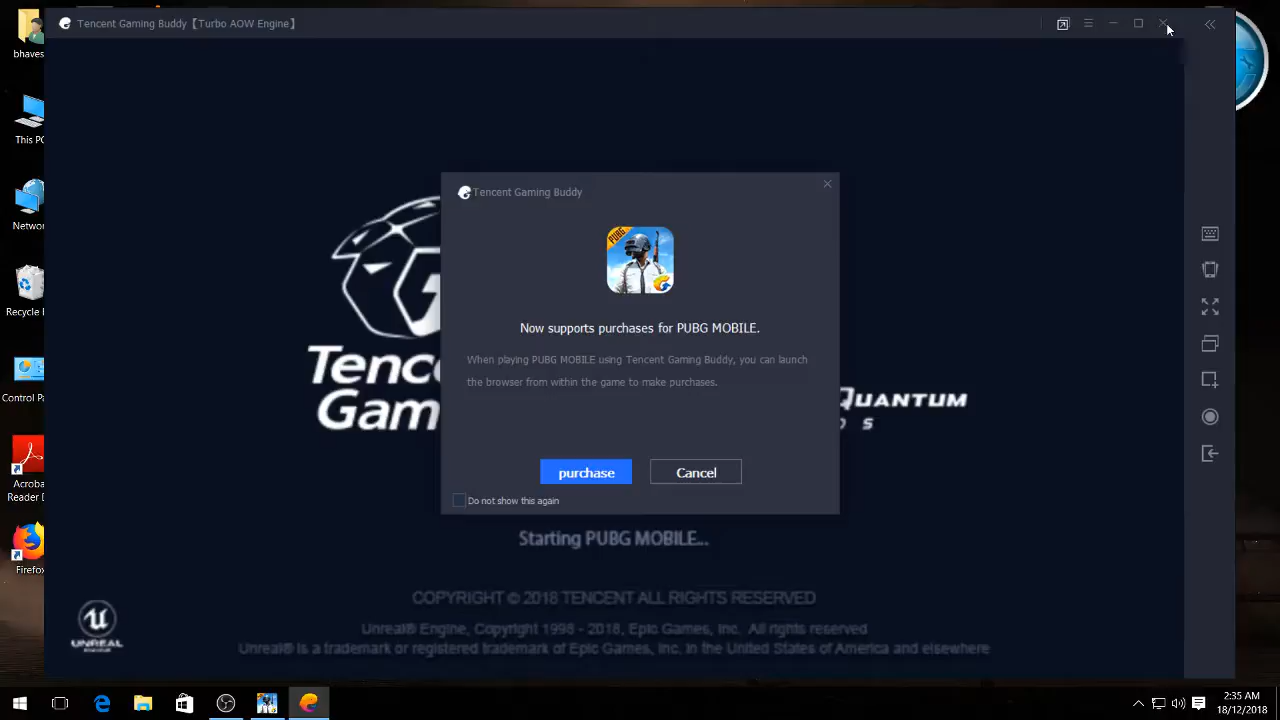 Tencent Gaming Buddy【Turbo AOW Engine】
bhaves
This PC
Network
Recycle
Control P
Acroba
Reader D
Firefo
Tencent Gaming Buddy
PUBG
Now supports purchases for PUBG MOBILE.
When playing PUBG MOBILE using Tencent Gaming Buddy, you can launch
the browser from within the game to make purchases.
purchase
Cancel
Do not show this again
Tence
Gam
QUANTUM
Starting PUBG MOBILE...
COPYRIGHT © 2018 TENCENT ALL RIGHTS RESERVED
Unreal® Engine, Copyright 1998 - 2018, Epic Games, Inc. All rights reserved
Unreal® is a trademark or registered trademark of Epic Games, Inc. in the United States of America and elsewhere
UNREAL
2:35 AM
18/12/2018